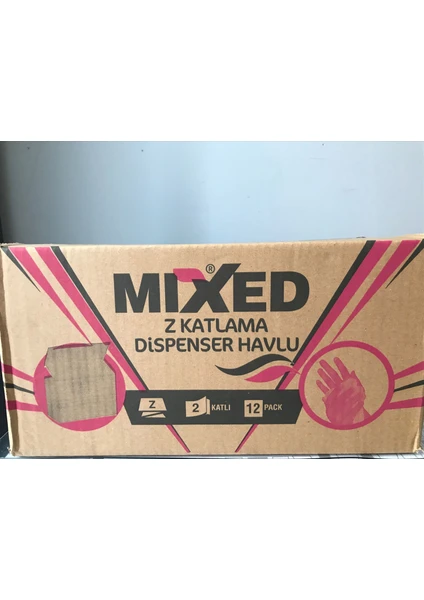 MIXED®
Z KATLAMA
DiSPENSER HAVLU
Z 2 KATLI 12 PACK